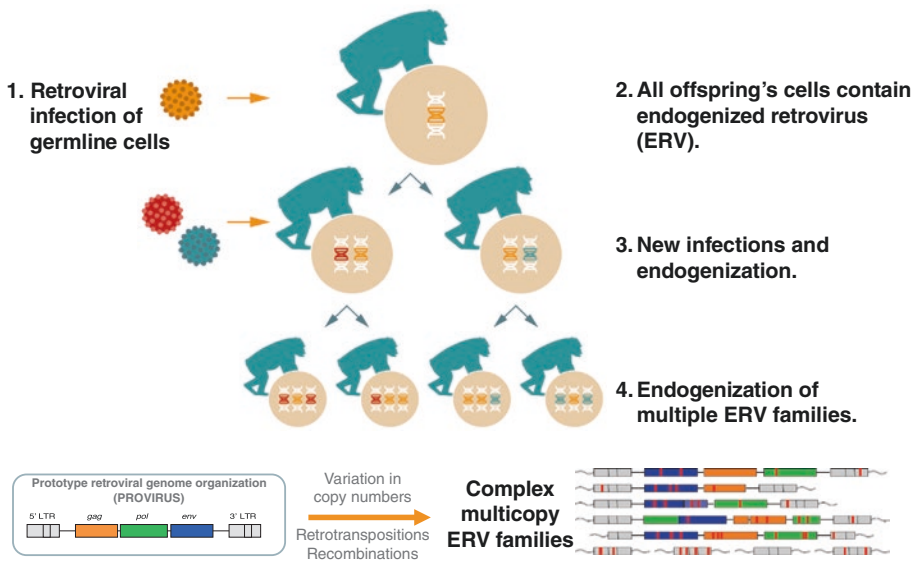 1. Retroviral
infection of
germline cells
2. All offspring's cells contain
endogenized retrovirus
(ERV).
3. New infections and
endogenization.
4. Endogenization of
multiple ERV families.
Prototype retroviral genome organization
(PROVIRUS)
5' LTR gag pol env 3' LTR
Variation in
copy numbers
Retrotranspositions
Recombinations
Complex
multicopy
ERV families